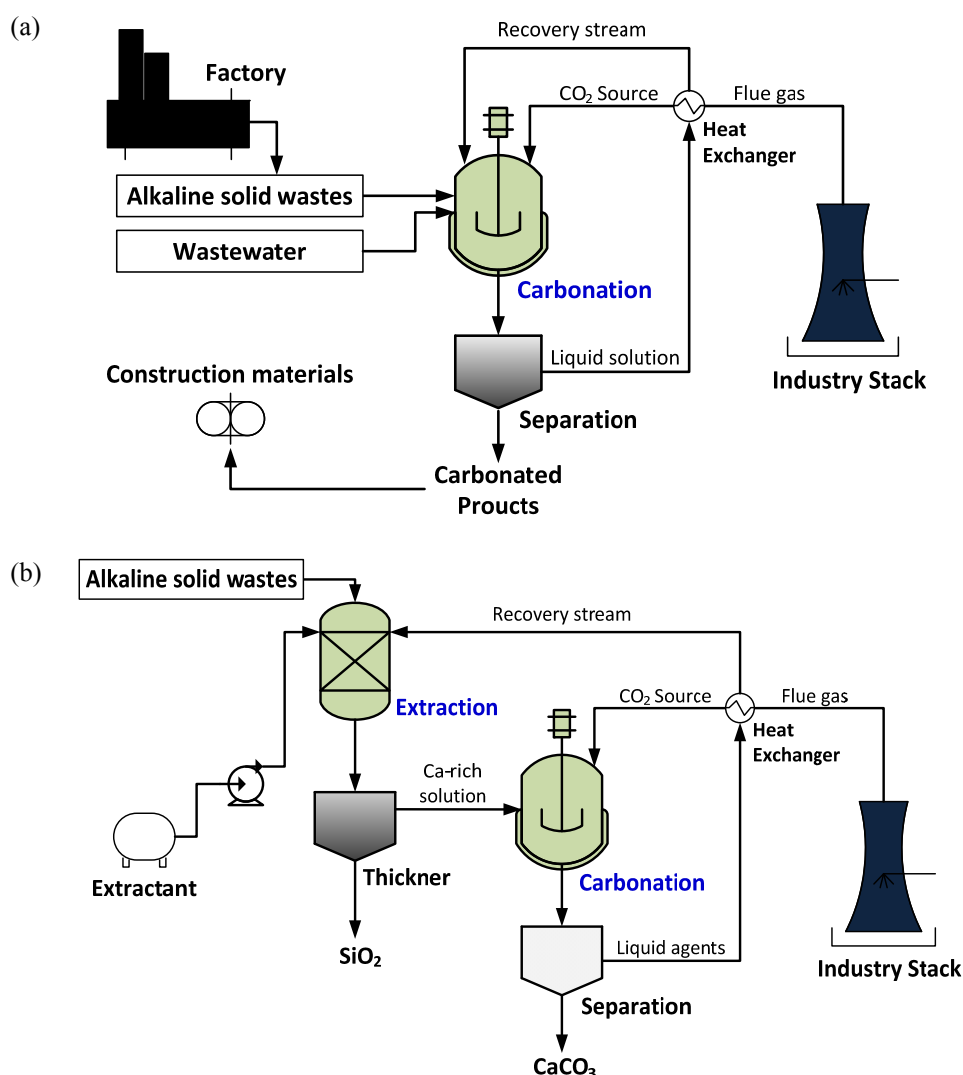 (a)
Recovery stream
Factory
CO₂ Source
Flue gas
Heat
Exchanger
Alkaline solid wastes
Wastewater
Carbonation
Liquid solution
Industry Stack
Construction materials
Separation
Carbonated
Proucts
(b)
Alkaline solid wastes
Recovery stream
Extraction
CO₂ Source
Flue gas
Heat
Exchanger
Ca-rich
solution
Extractant
Thickner
Carbonation
SiO₂
Liquid agents
Industry Stack
Separation
CaCO₃